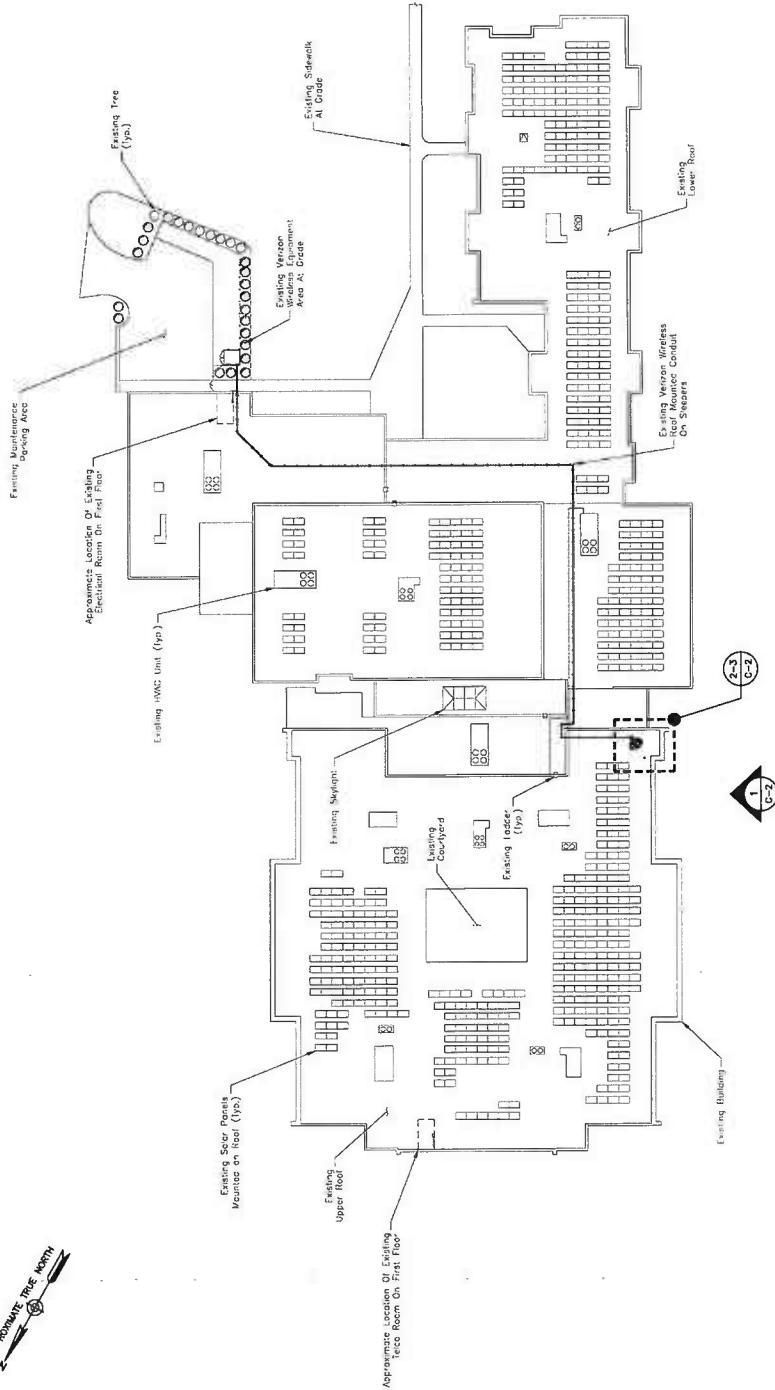 Existing Maintenance
Parking Area
Existing Tree
(Typ.)
Existing Sidewalk
At Grade
Existing Verizon
Wireless Equipment
Area At Grade
Approximate Location Of Existing
Electrical Room On First Floor
Existing HVAC Unit (Typ.)
Existing Skylight
Existing Lower Roof
Existing Verizon Wireless
Roof Mounted Conduit
On Sleepers
2-3
C-2
1
C-2
Existing Ladder
(Typ.)
Existing
Courtyard
Existing Solar Panels
Mounted on Roof (Typ.)
Existing
Upper Roof
Approximate Location Of Existing
Telco Room On First Floor
Existing Building
TRUE NORTH
N